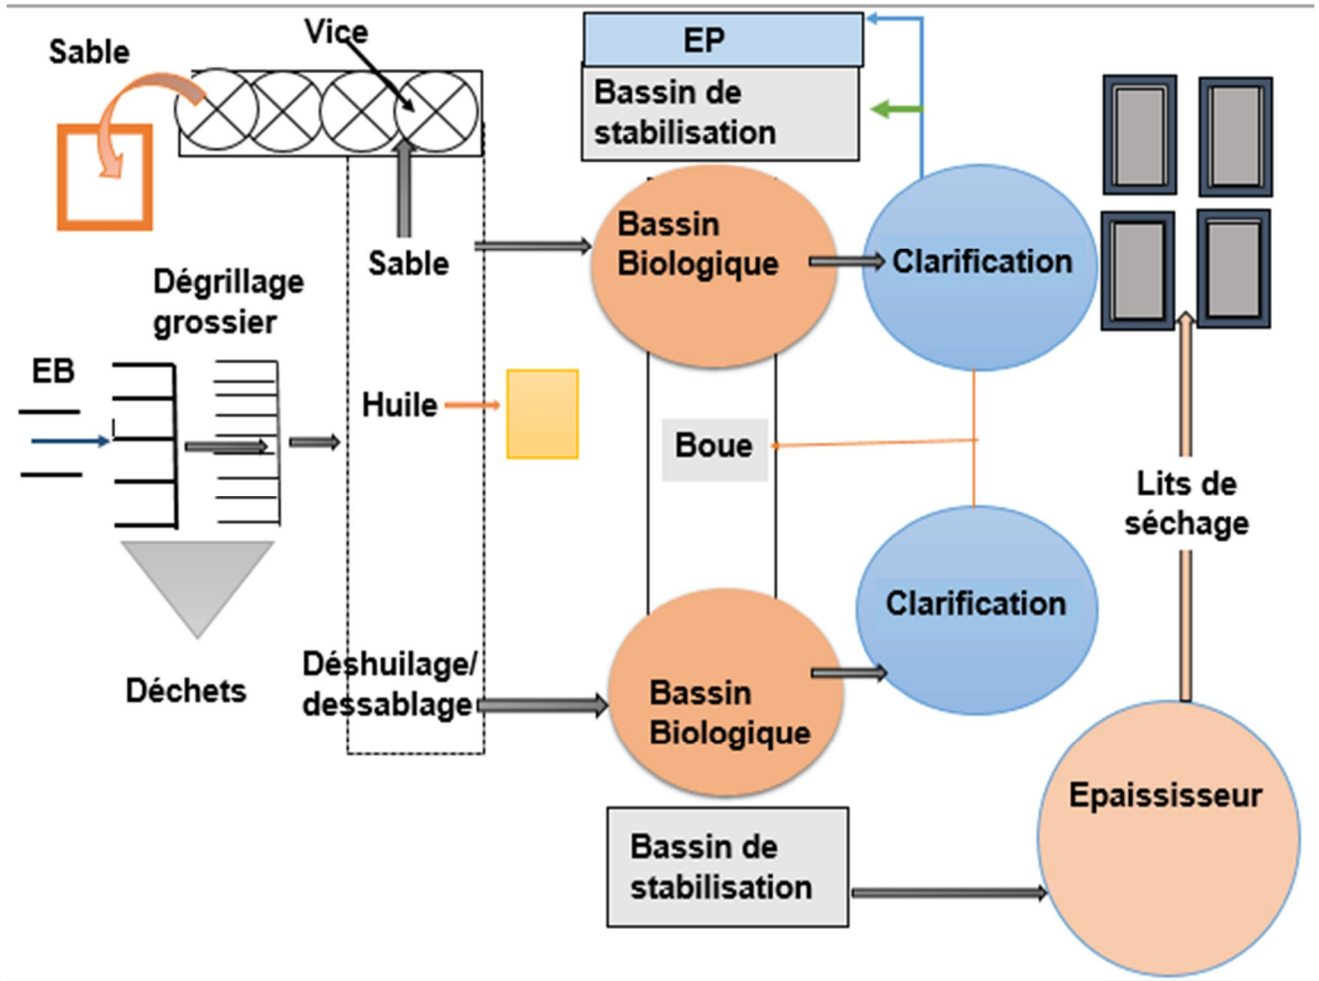 Vice
Sable
EP
Bassin de
stabilisation
Bassin
Biologique
Clarification
Sable
Dégrillage
grossier
EB
Huile
Boue
Lits de
séchage
Clarification
Déshuilage/
dessablage
Déchets
Bassin
Biologique
Epaississeur
Bassin de
stabilisation